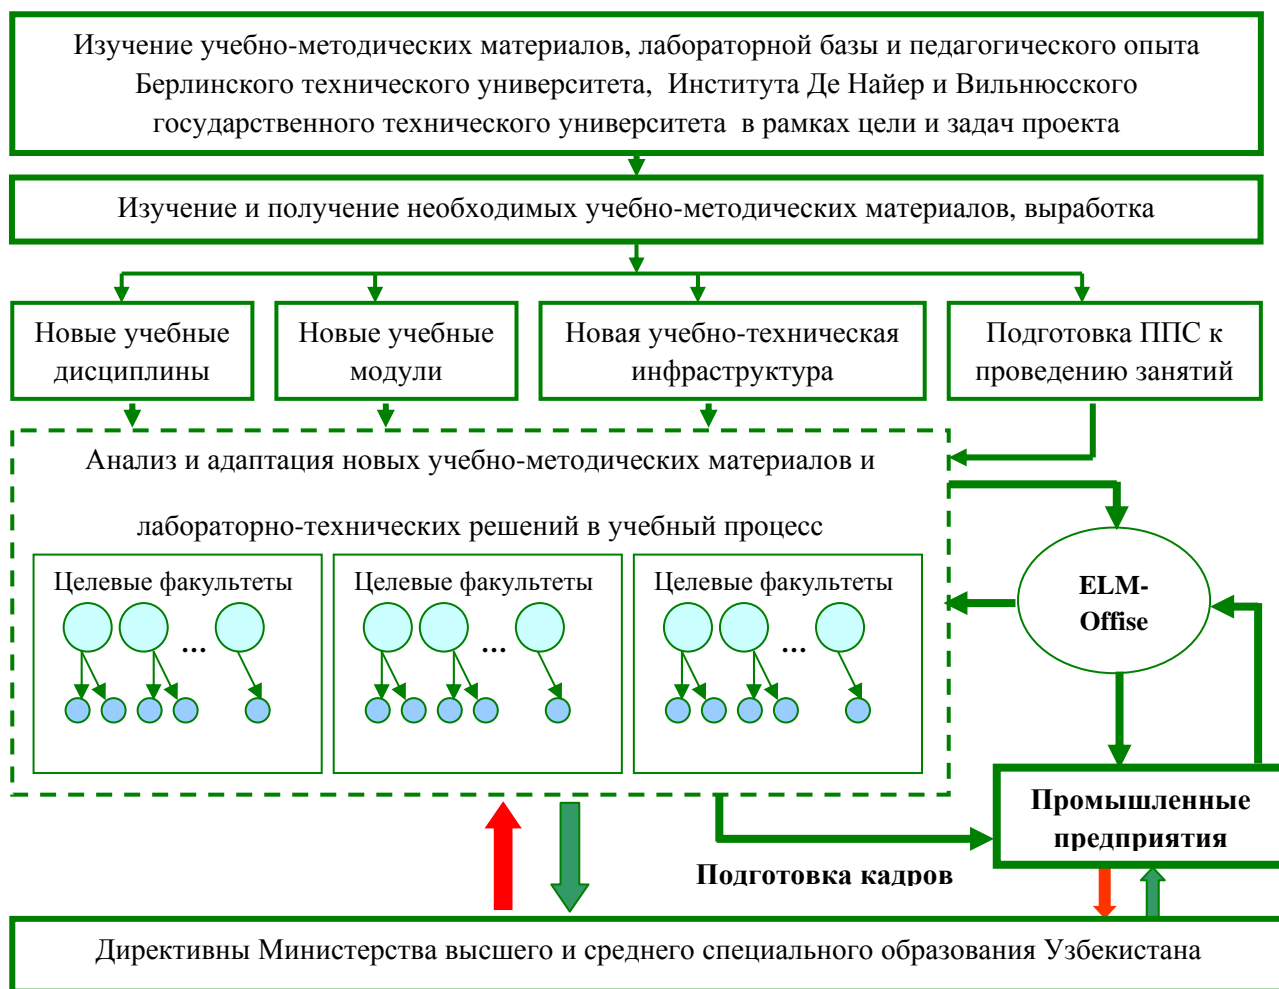 Изучение учебно-методических материалов, лабораторной базы и педагогического опыта
Берлинского технического университета, Института Де Найер и Вильнюсского
государственного технического университета в рамках цели и задач проекта
Изучение и получение необходимых учебно-методических материалов, выработка
Новые учебные
дисциплины
Новые учебные
модули
Новая учебно-техническая
инфраструктура
Подготовка ППС к
проведению занятий
Анализ и адаптация новых учебно-методических материалов и
лабораторно-технических решений в учебный процесс
Целевые факультеты
...
Целевые факультеты
...
Целевые факультеты
...
ELM-
Offise
Промышленные
предприятия
Подготовка кадров
Директивны Министерства высшего и среднего специального образования Узбекистана